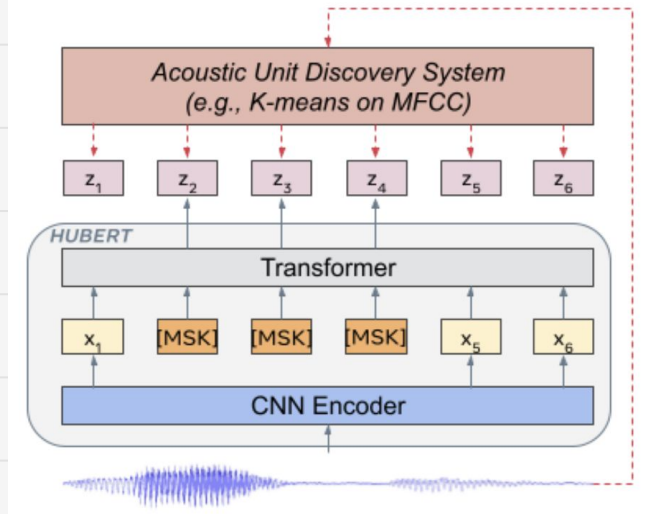 Acoustic Unit Discovery System
(e.g., K-means on MFCC)
z1 z2 z3 z4 z5 z6
HUBERT
Transformer
x1 [MSK] [MSK] [MSK] x5 x6
CNN Encoder